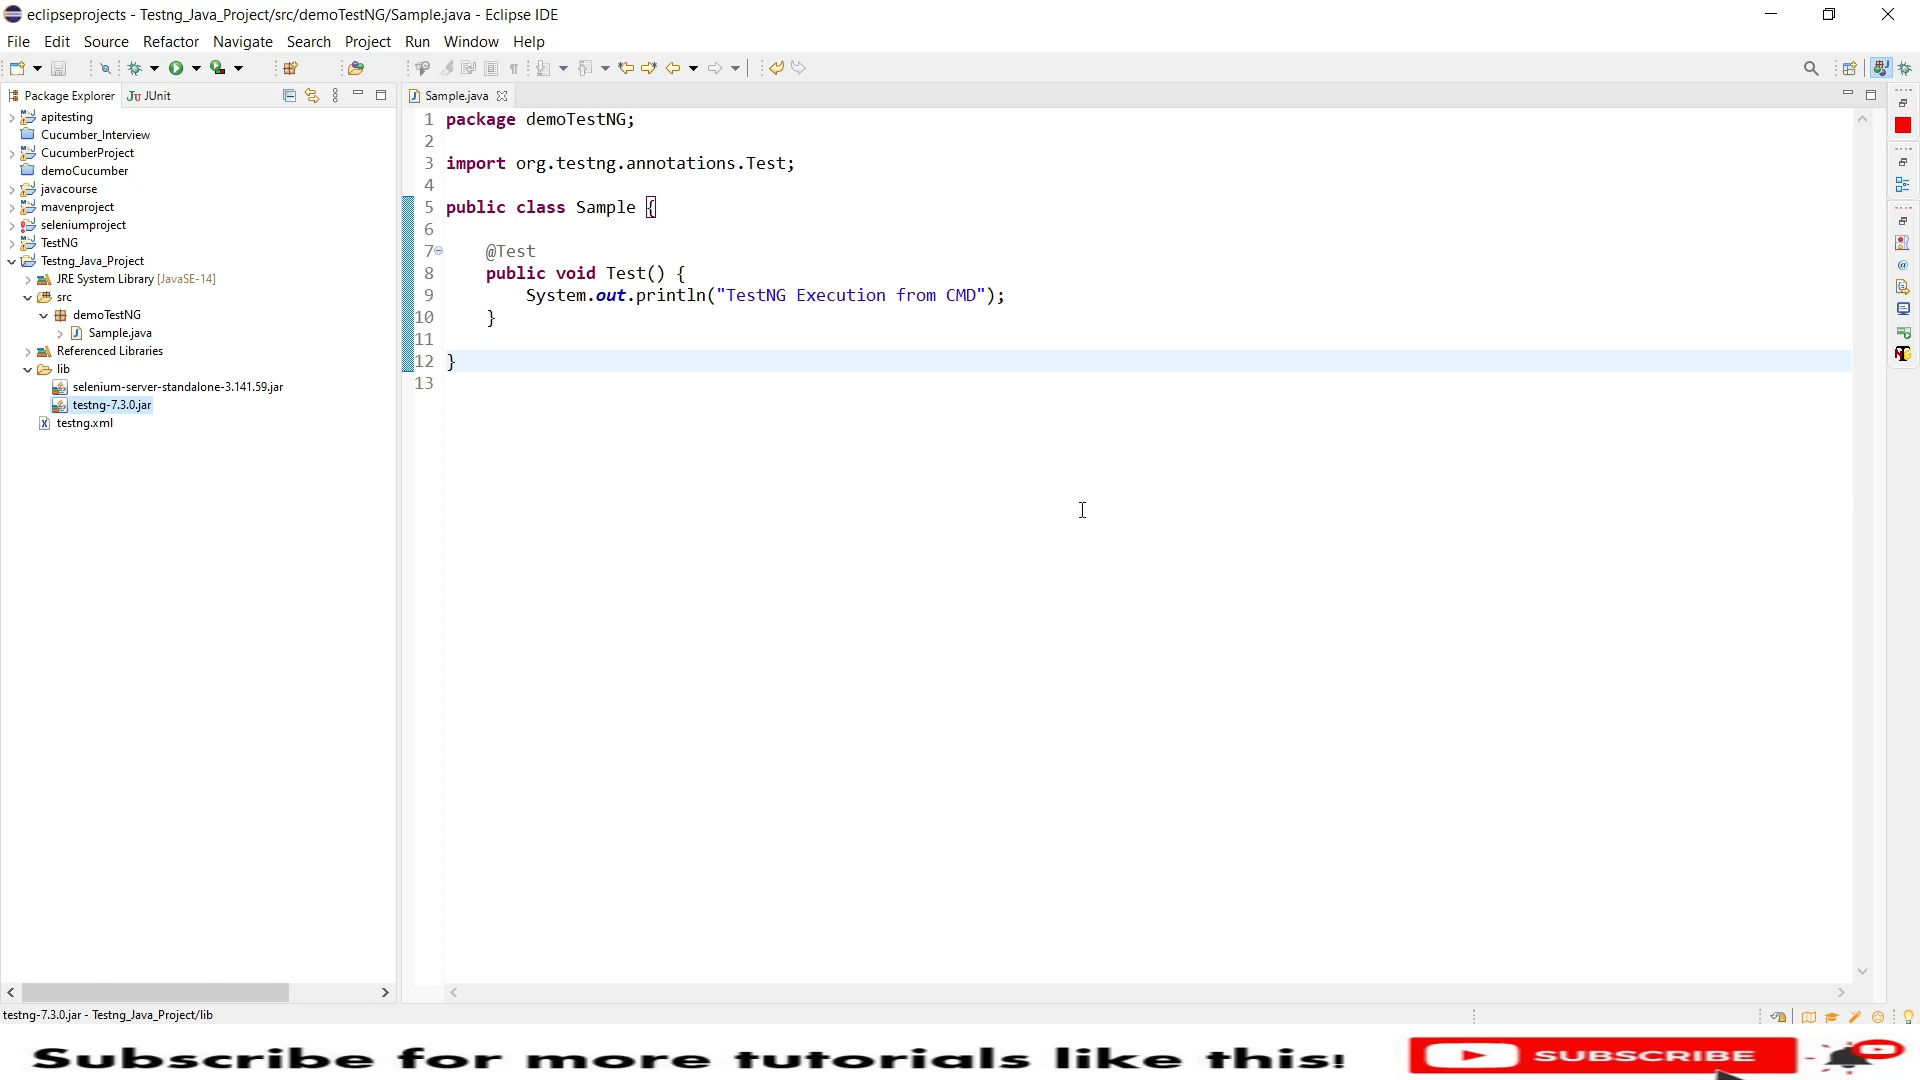 eclipseprojects - Testng_Java_Project/src/demoTestNG/Sample.java - Eclipse IDE
File Edit Source Refactor Navigate Search Project Run Window Help
Package Explorer JUnit
apitesting
Cucumber_Interview
CucumberProject
demoCucumber
javacourse
mavenproject
seleniumproject
TestNG
Testng_Java_Project
JRE System Library [JavaSE-14]
src
demoTestNG
Sample.java
Referenced Libraries
lib
selenium-server-standalone-3.141.59.jar
testng-7.3.0.jar
testng.xml
Sample.java
1 package demoTestNG;
2
3 import org.testng.annotations.Test;
4
5 public class Sample {
6
7 @Test
8 public void Test() {
9 System.out.println("TestNG Execution from CMD");
10 }
11
12 }
13
testng-7.3.0.jar - Testng_Java_Project/lib
Subscribe for more tutorials like this! SUBSCRIBE